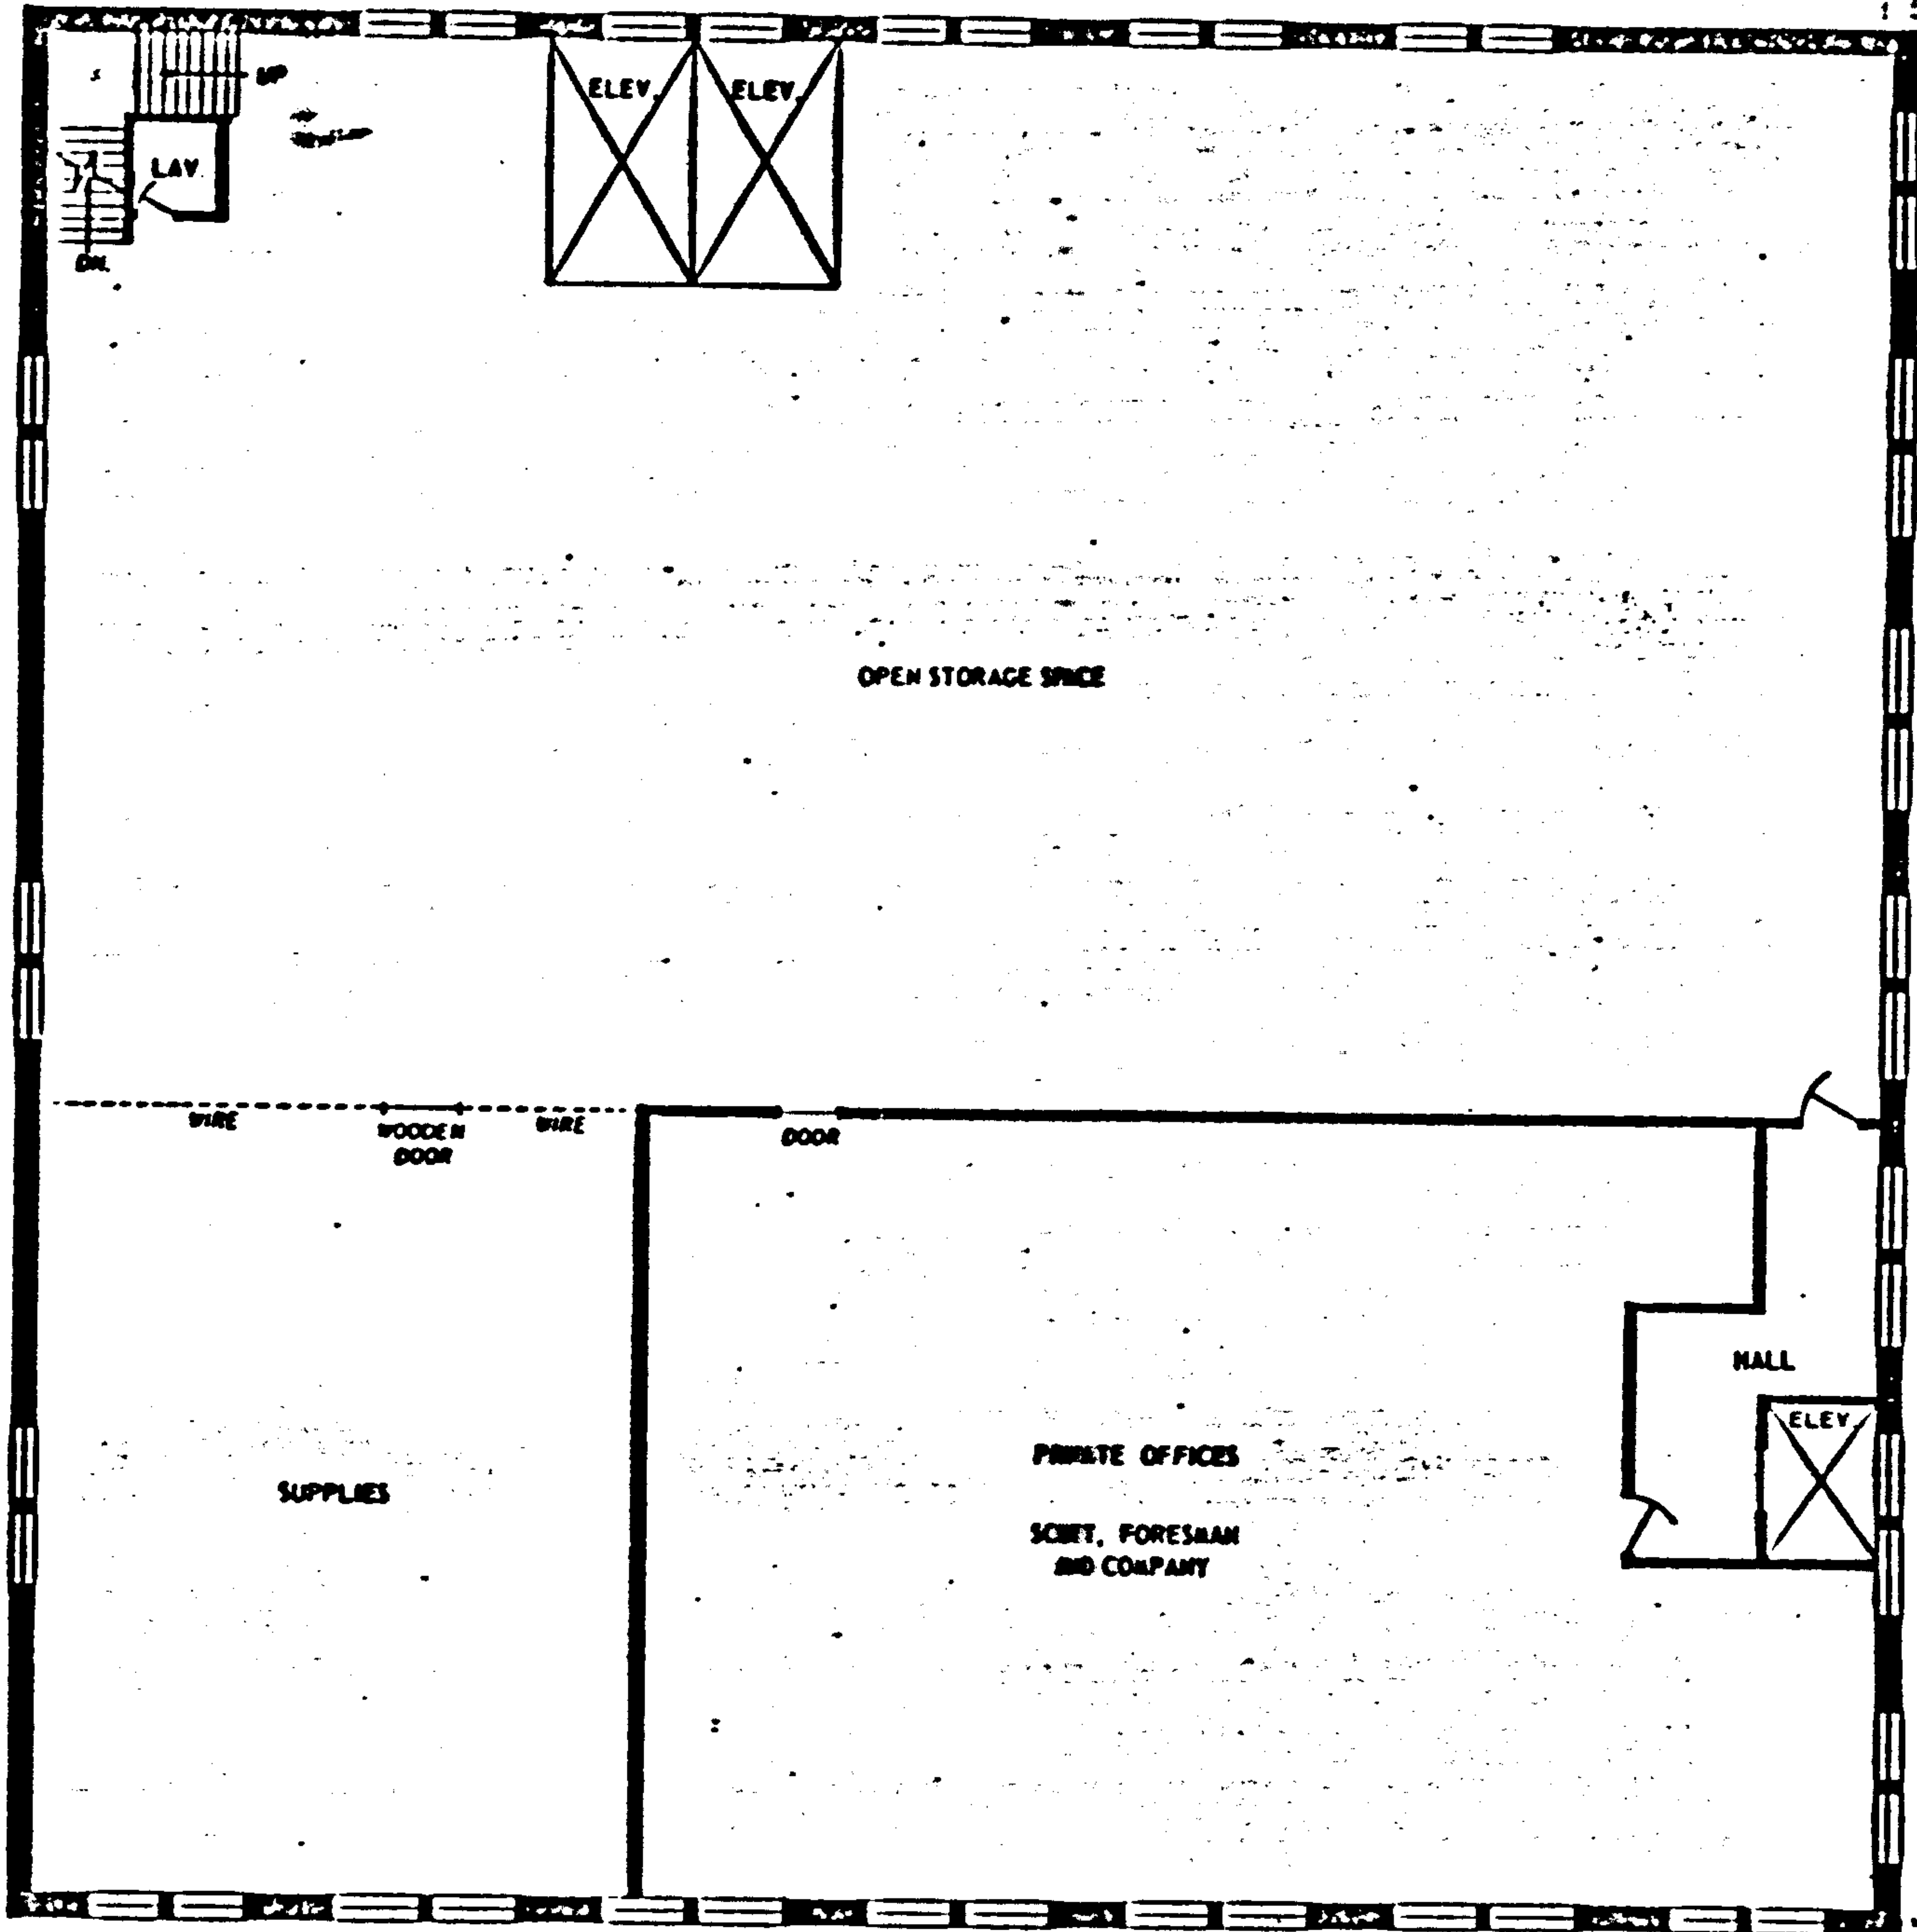 UP
ELEV.
ELEV.
LAV.
DN.
OPEN STORAGE SPACE
WIRE
WOODEN
DOOR
WIRE
DOOR
HALL
ELEV.
PRIVATE OFFICES
SUPPLIES
SCOTT, FORESMAN
AND COMPANY